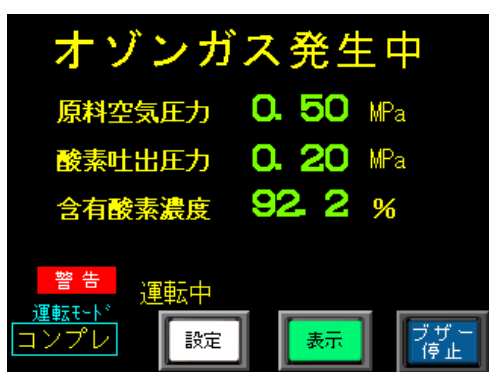 オゾンガス発生中
原料空気圧力 0.50 MPa
酸素吐出圧力 0.20 MPa
含有酸素濃度 92.2 %
警告
運転中
運転ﾓｰﾄﾞ
コンプレ
設定
表示
ブザー
停止